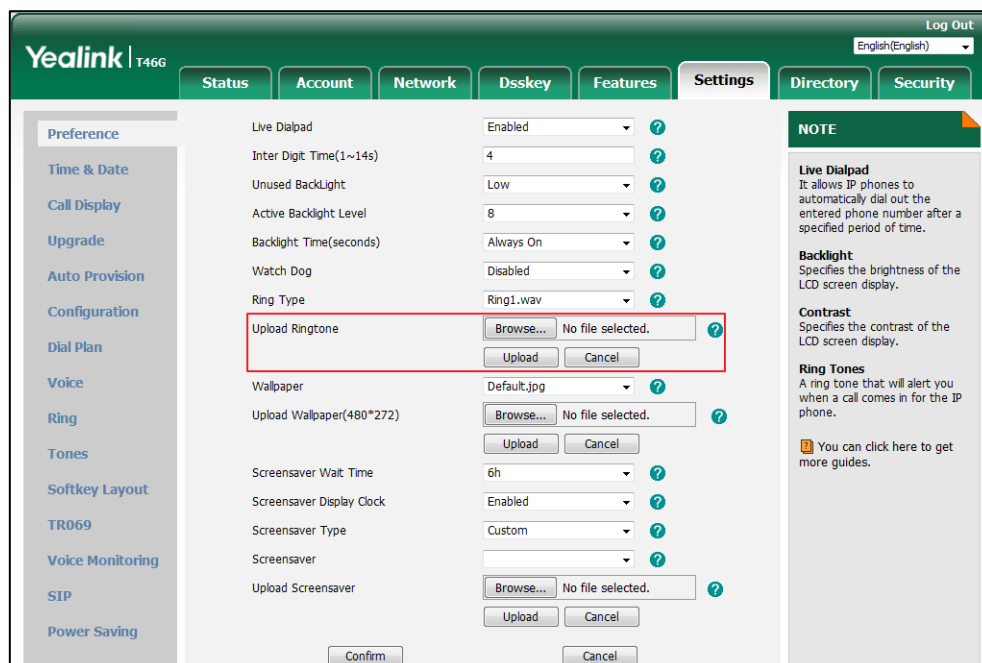 Log Out
Yealink T46G
English(English)
Status Account Network Dsskey Features Settings Directory Security
Preference
Time & Date
Call Display
Upgrade
Auto Provision
Configuration
Dial Plan
Voice
Ring
Tones
Softkey Layout
TR069
Voice Monitoring
SIP
Power Saving
Live Dialpad Enabled ?
Inter Digit Time(1~14s) 4 ?
Unused BackLight Low ?
Active Backlight Level 8 ?
Backlight Time(seconds) Always On ?
Watch Dog Disabled ?
Ring Type Ring1.wav ?
Upload Ringtone Browse... No file selected. ?
Upload Cancel
Wallpaper Default.jpg ?
Upload Wallpaper(480*272) Browse... No file selected. ?
Upload Cancel
Screensaver Wait Time 6h ?
Screensaver Display Clock Enabled ?
Screensaver Type Custom ?
Screensaver ?
Upload Screensaver Browse... No file selected. ?
Upload Cancel
Confirm Cancel
NOTE
Live Dialpad
It allows IP phones to
automatically dial out the
entered phone number after a
specified period of time.
Backlight
Specifies the brightness of the
LCD screen display.
Contrast
Specifies the contrast of the
LCD screen display.
Ring Tones
A ring tone that will alert you
when a call comes in for the IP
phone.
? You can click here to get
more guides.